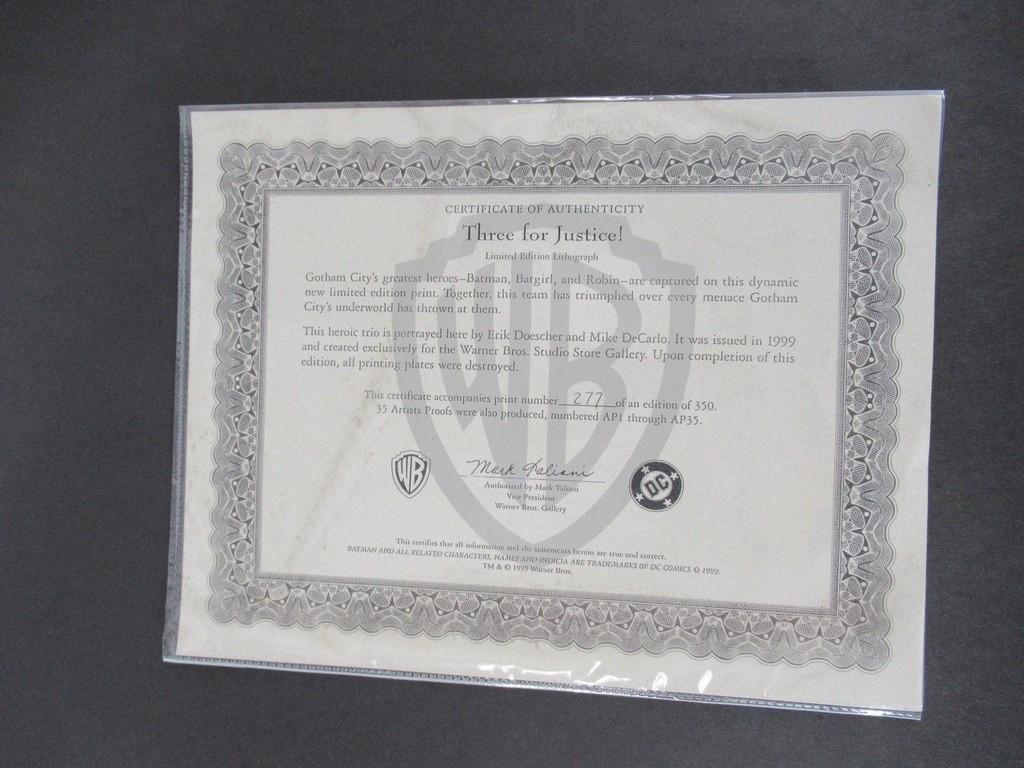 CERTIFICATE OF AUTHENTICITY
Three for Justice!
Limited Edition Lithograph
Gotham City's greatest heroes—Batman, Batgirl, and Robin—are captured on this dynamic
new limited edition print. Together, this team has triumphed over every menace Gotham
City's underworld has thrown at them.
This heroic trio is portrayed here by Erik Doescher and Mike DeCarlo. It was issued in 1999
and created exclusively for the Warner Bros. Studio Store Gallery. Upon completion of this
edition, all printing plates were destroyed.
This certificate accompanies print number 277 of an edition of 350.
35 Artists Proofs were also produced, numbered AP1 through AP35.
WB
Mark Taliani
DC
Authorized by Mark Taliani
Vice President
Warner Bros. Gallery
This certifies that all information and the statements herein are true and correct.
BATMAN AND ALL RELATED CHARACTERS, NAMES AND INDICIA ARE TRADEMARKS OF DC COMICS © 1999.
TM & © 1999 Warner Bros.
WB